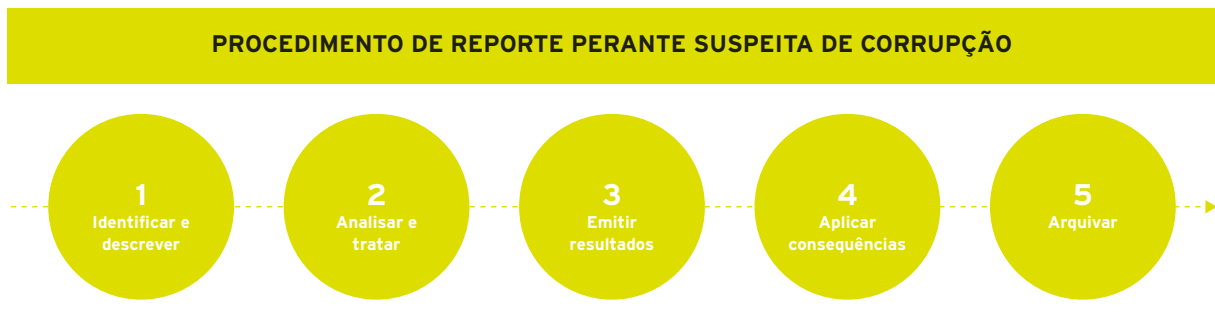 PROCEDIMENTO DE REPORTE PERANTE SUSPEITA DE CORRUPÇÃO
1
Identificar e
descrever
2
Analisar e
tratar
3
Emitir
resultados
4
Aplicar
consequências
5
Arquivar